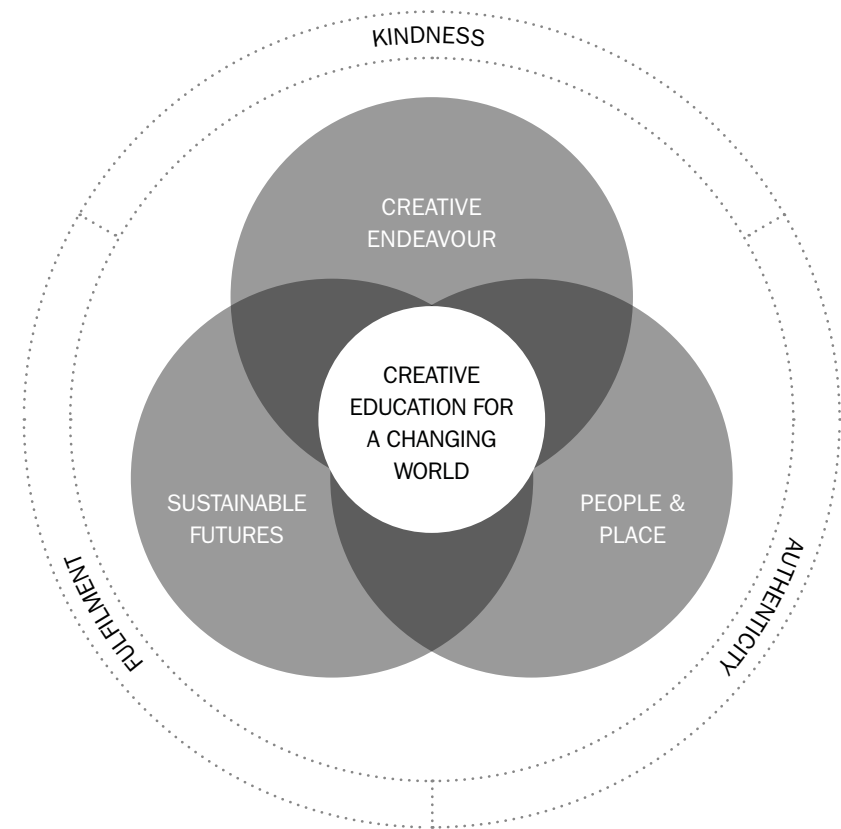 KINDNESS
CREATIVE
ENDEAVOUR
CREATIVE
EDUCATION FOR
A CHANGING
WORLD
SUSTAINABLE
FUTURES
PEOPLE &
PLACE
FULFILMENT
AUTHENTICITY